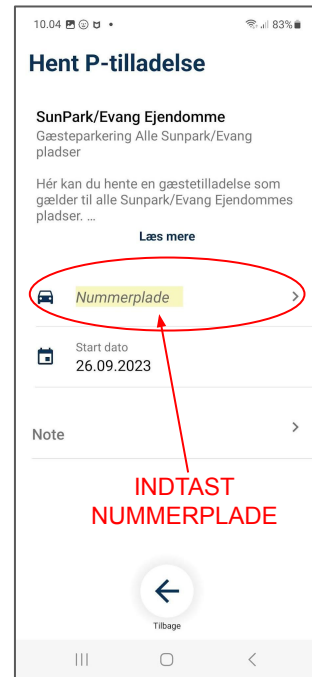 10.04 83%
Hent P-tilladelse
SunPark/Evang Ejendomme
Gæsteparkering Alle Sunpark/Evang
pladser
Hér kan du hente en gæstetilladelse som
gælder til alle Sunpark/Evang Ejendommes
pladser. ...
Læs mere
Nummerplade
Start dato
26.09.2023
Note
INDTAST
NUMMERPLADE
Tilbage